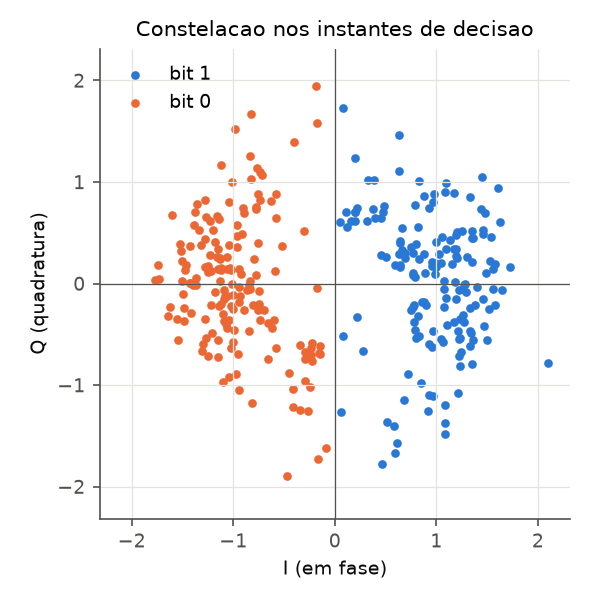 Constelacao nos instantes de decisao
bit 1
bit 0
2
1
0
−1
−2
Q (quadratura)
−2
−1
0
1
2
I (em fase)